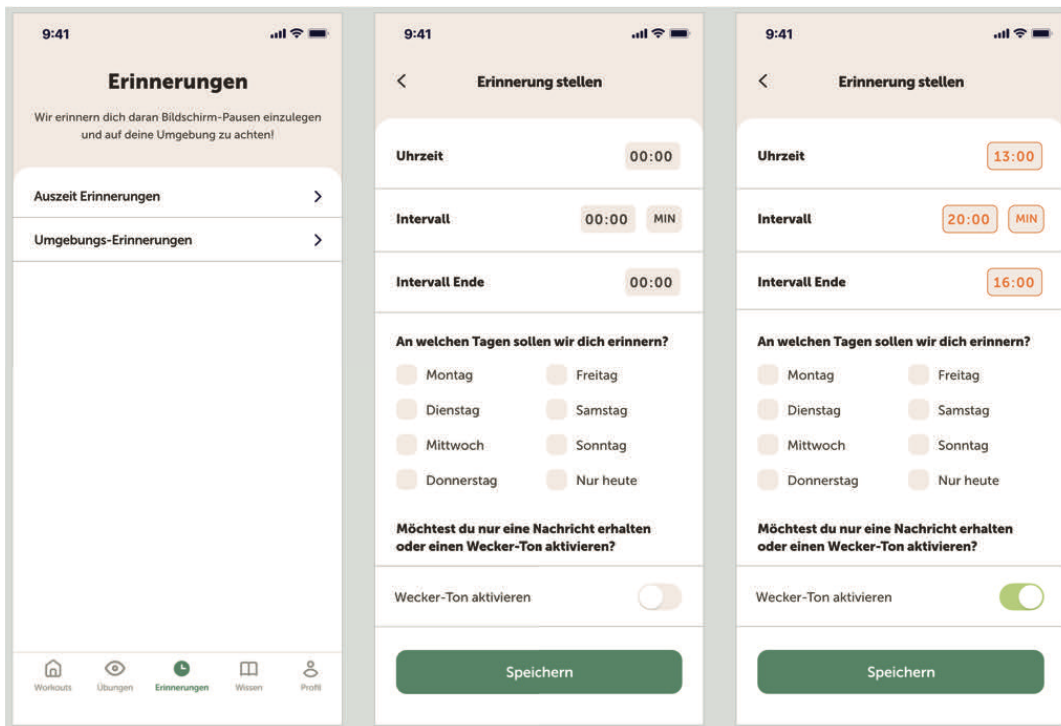 9:41
Erinnerungen
Wir erinnern dich daran Bildschirm-Pausen einzulegen
und auf deine Umgebung zu achten!
Auszeit Erinnerungen
Umgebungs-Erinnerungen
Workouts Übungen Erinnerungen Wissen Profil
9:41
Erinnerung stellen
Uhrzeit 00:00
Intervall 00:00 MIN
Intervall Ende 00:00
An welchen Tagen sollen wir dich erinnern?
Montag Freitag
Dienstag Samstag
Mittwoch Sonntag
Donnerstag Nur heute
Möchtest du nur eine Nachricht erhalten
oder einen Wecker-Ton aktivieren?
Wecker-Ton aktivieren
Speichern
9:41
Erinnerung stellen
Uhrzeit 13:00
Intervall 20:00 MIN
Intervall Ende 16:00
An welchen Tagen sollen wir dich erinnern?
Montag Freitag
Dienstag Samstag
Mittwoch Sonntag
Donnerstag Nur heute
Möchtest du nur eine Nachricht erhalten
oder einen Wecker-Ton aktivieren?
Wecker-Ton aktivieren
Speichern